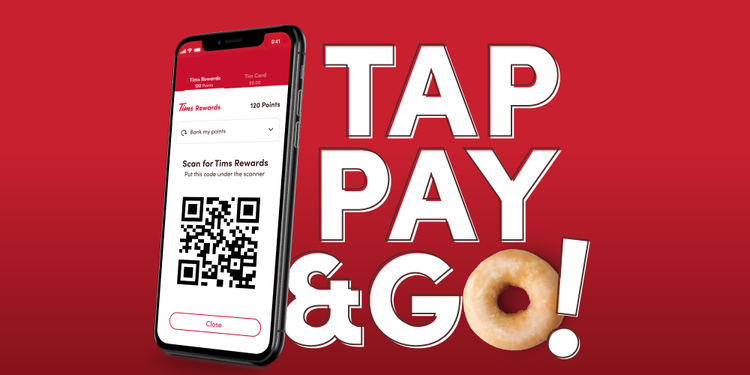 9:41
Tims Rewards
Tim Card
120 Points
$0.00
Tims Rewards
120 Points
Bank my points
Scan for Tims Rewards
Put this code under the scanner
Close
TAP
PAY
&GO!